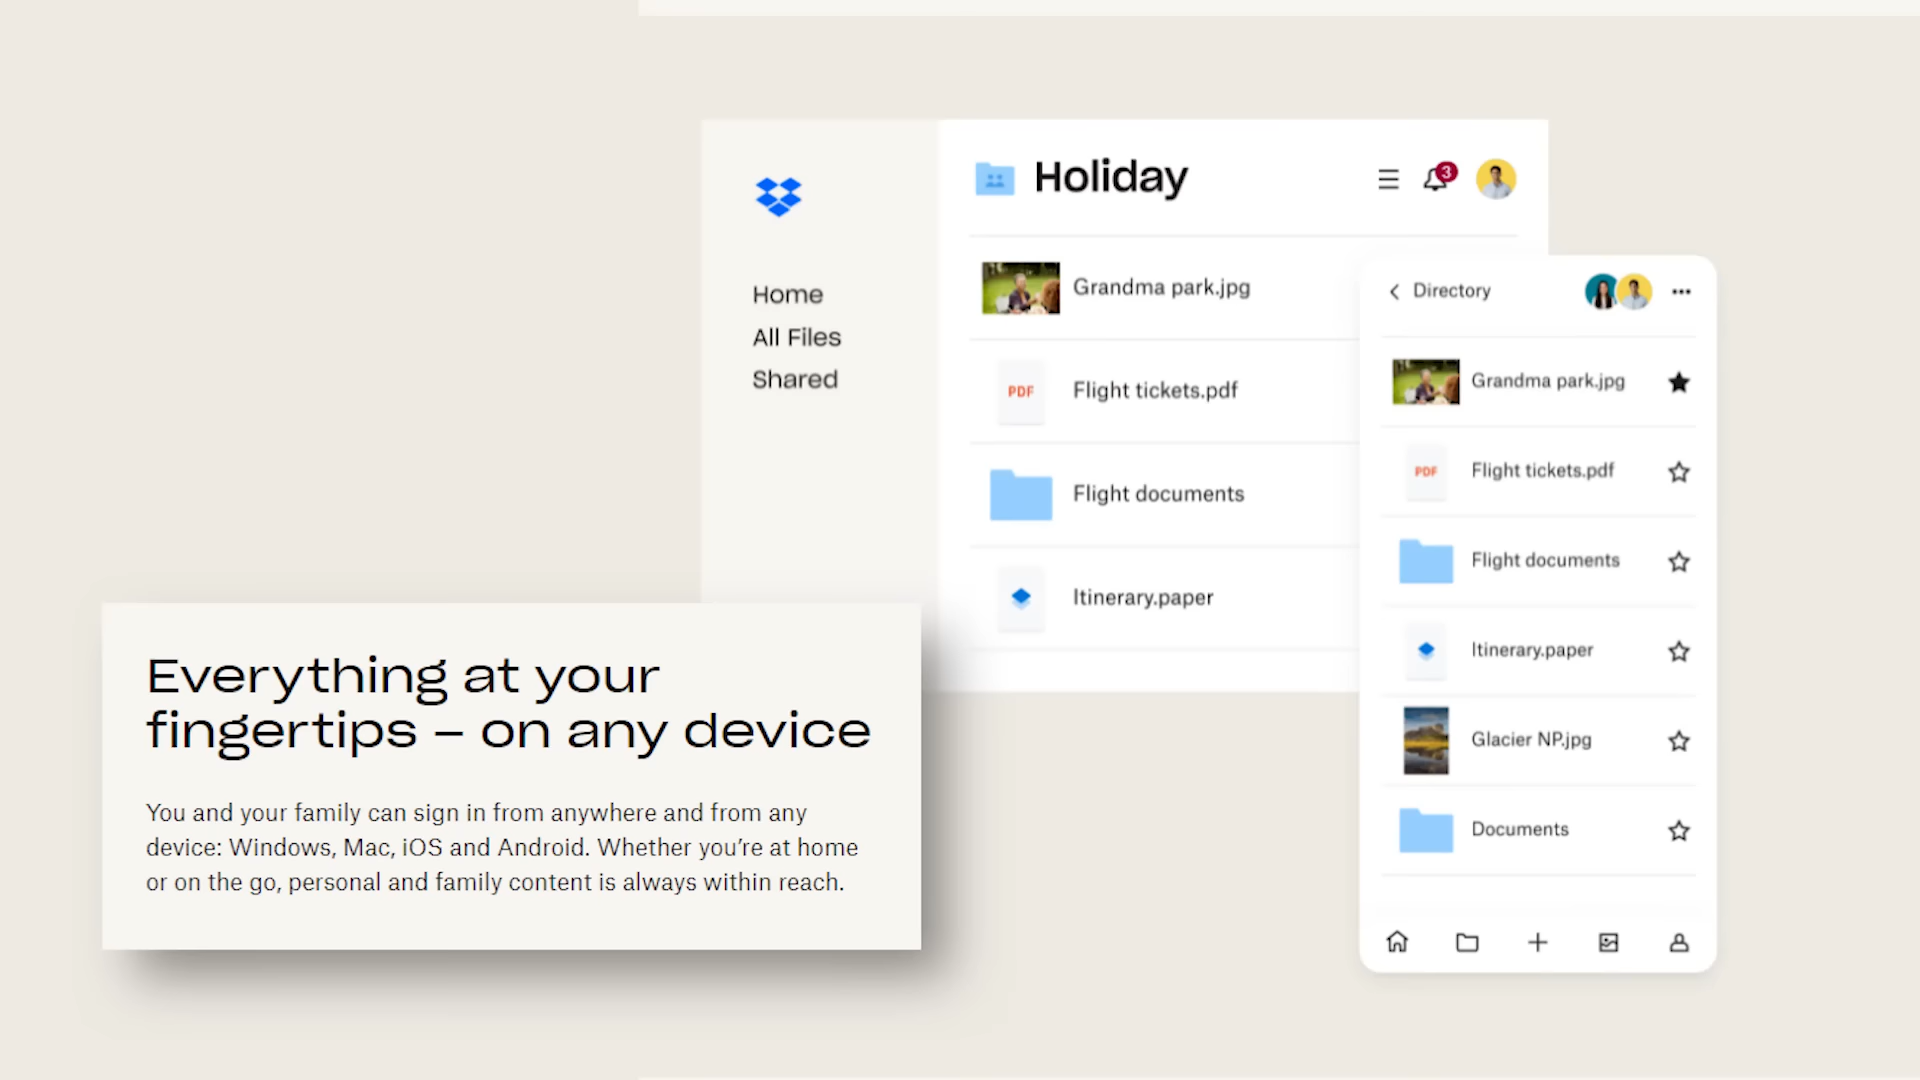 Holiday
3
Home
All Files
Shared
Grandma park.jpg
PDF
Flight tickets.pdf
Flight documents
Itinerary.paper
Directory
Grandma park.jpg
PDF
Flight tickets.pdf
Flight documents
Itinerary.paper
Glacier NP.jpg
Documents
Everything at your
fingertips – on any device
You and your family can sign in from anywhere and from any
device: Windows, Mac, iOS and Android. Whether you’re at home
or on the go, personal and family content is always within reach.